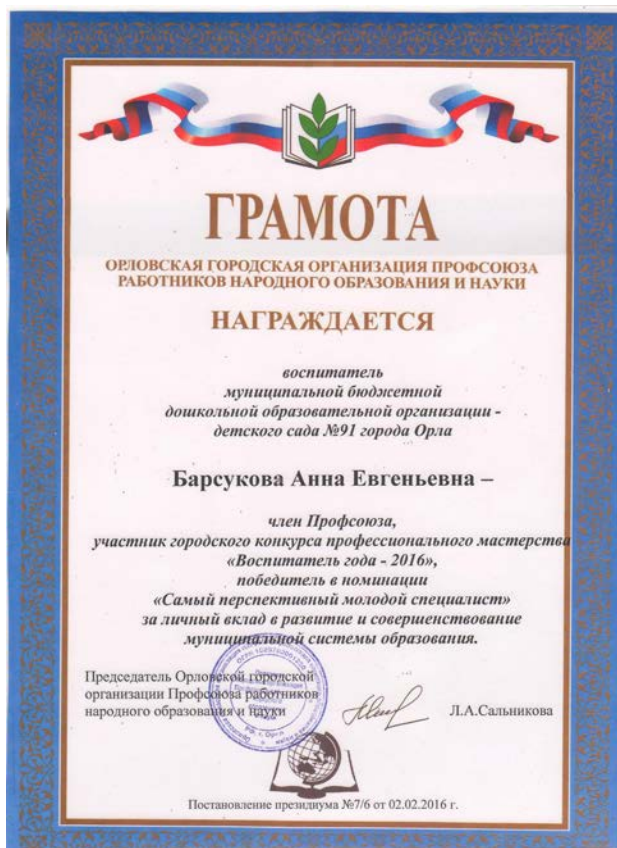 ГРАМОТА
ОРЛОВСКАЯ ГОРОДСКАЯ ОРГАНИЗАЦИЯ ПРОФСОЮЗА
РАБОТНИКОВ НАРОДНОГО ОБРАЗОВАНИЯ И НАУКИ
НАГРАЖДАЕТСЯ
воспитатель
муниципальной бюджетной
дошкольной образовательной организации -
детского сада №91 города Орла
Барсукова Анна Евгеньевна –
член Профсоюза,
участник городского конкурса профессионального мастерства
«Воспитатель года - 2016»,
победитель в номинации
«Самый перспективный молодой специалист»
за личный вклад в развитие и совершенствование
муниципальной системы образования.
Председатель Орловской городской
организации Профсоюза работников
народного образования и науки Л.А.Сальникова
Постановление президиума №7/6 от 02.02.2016 г.